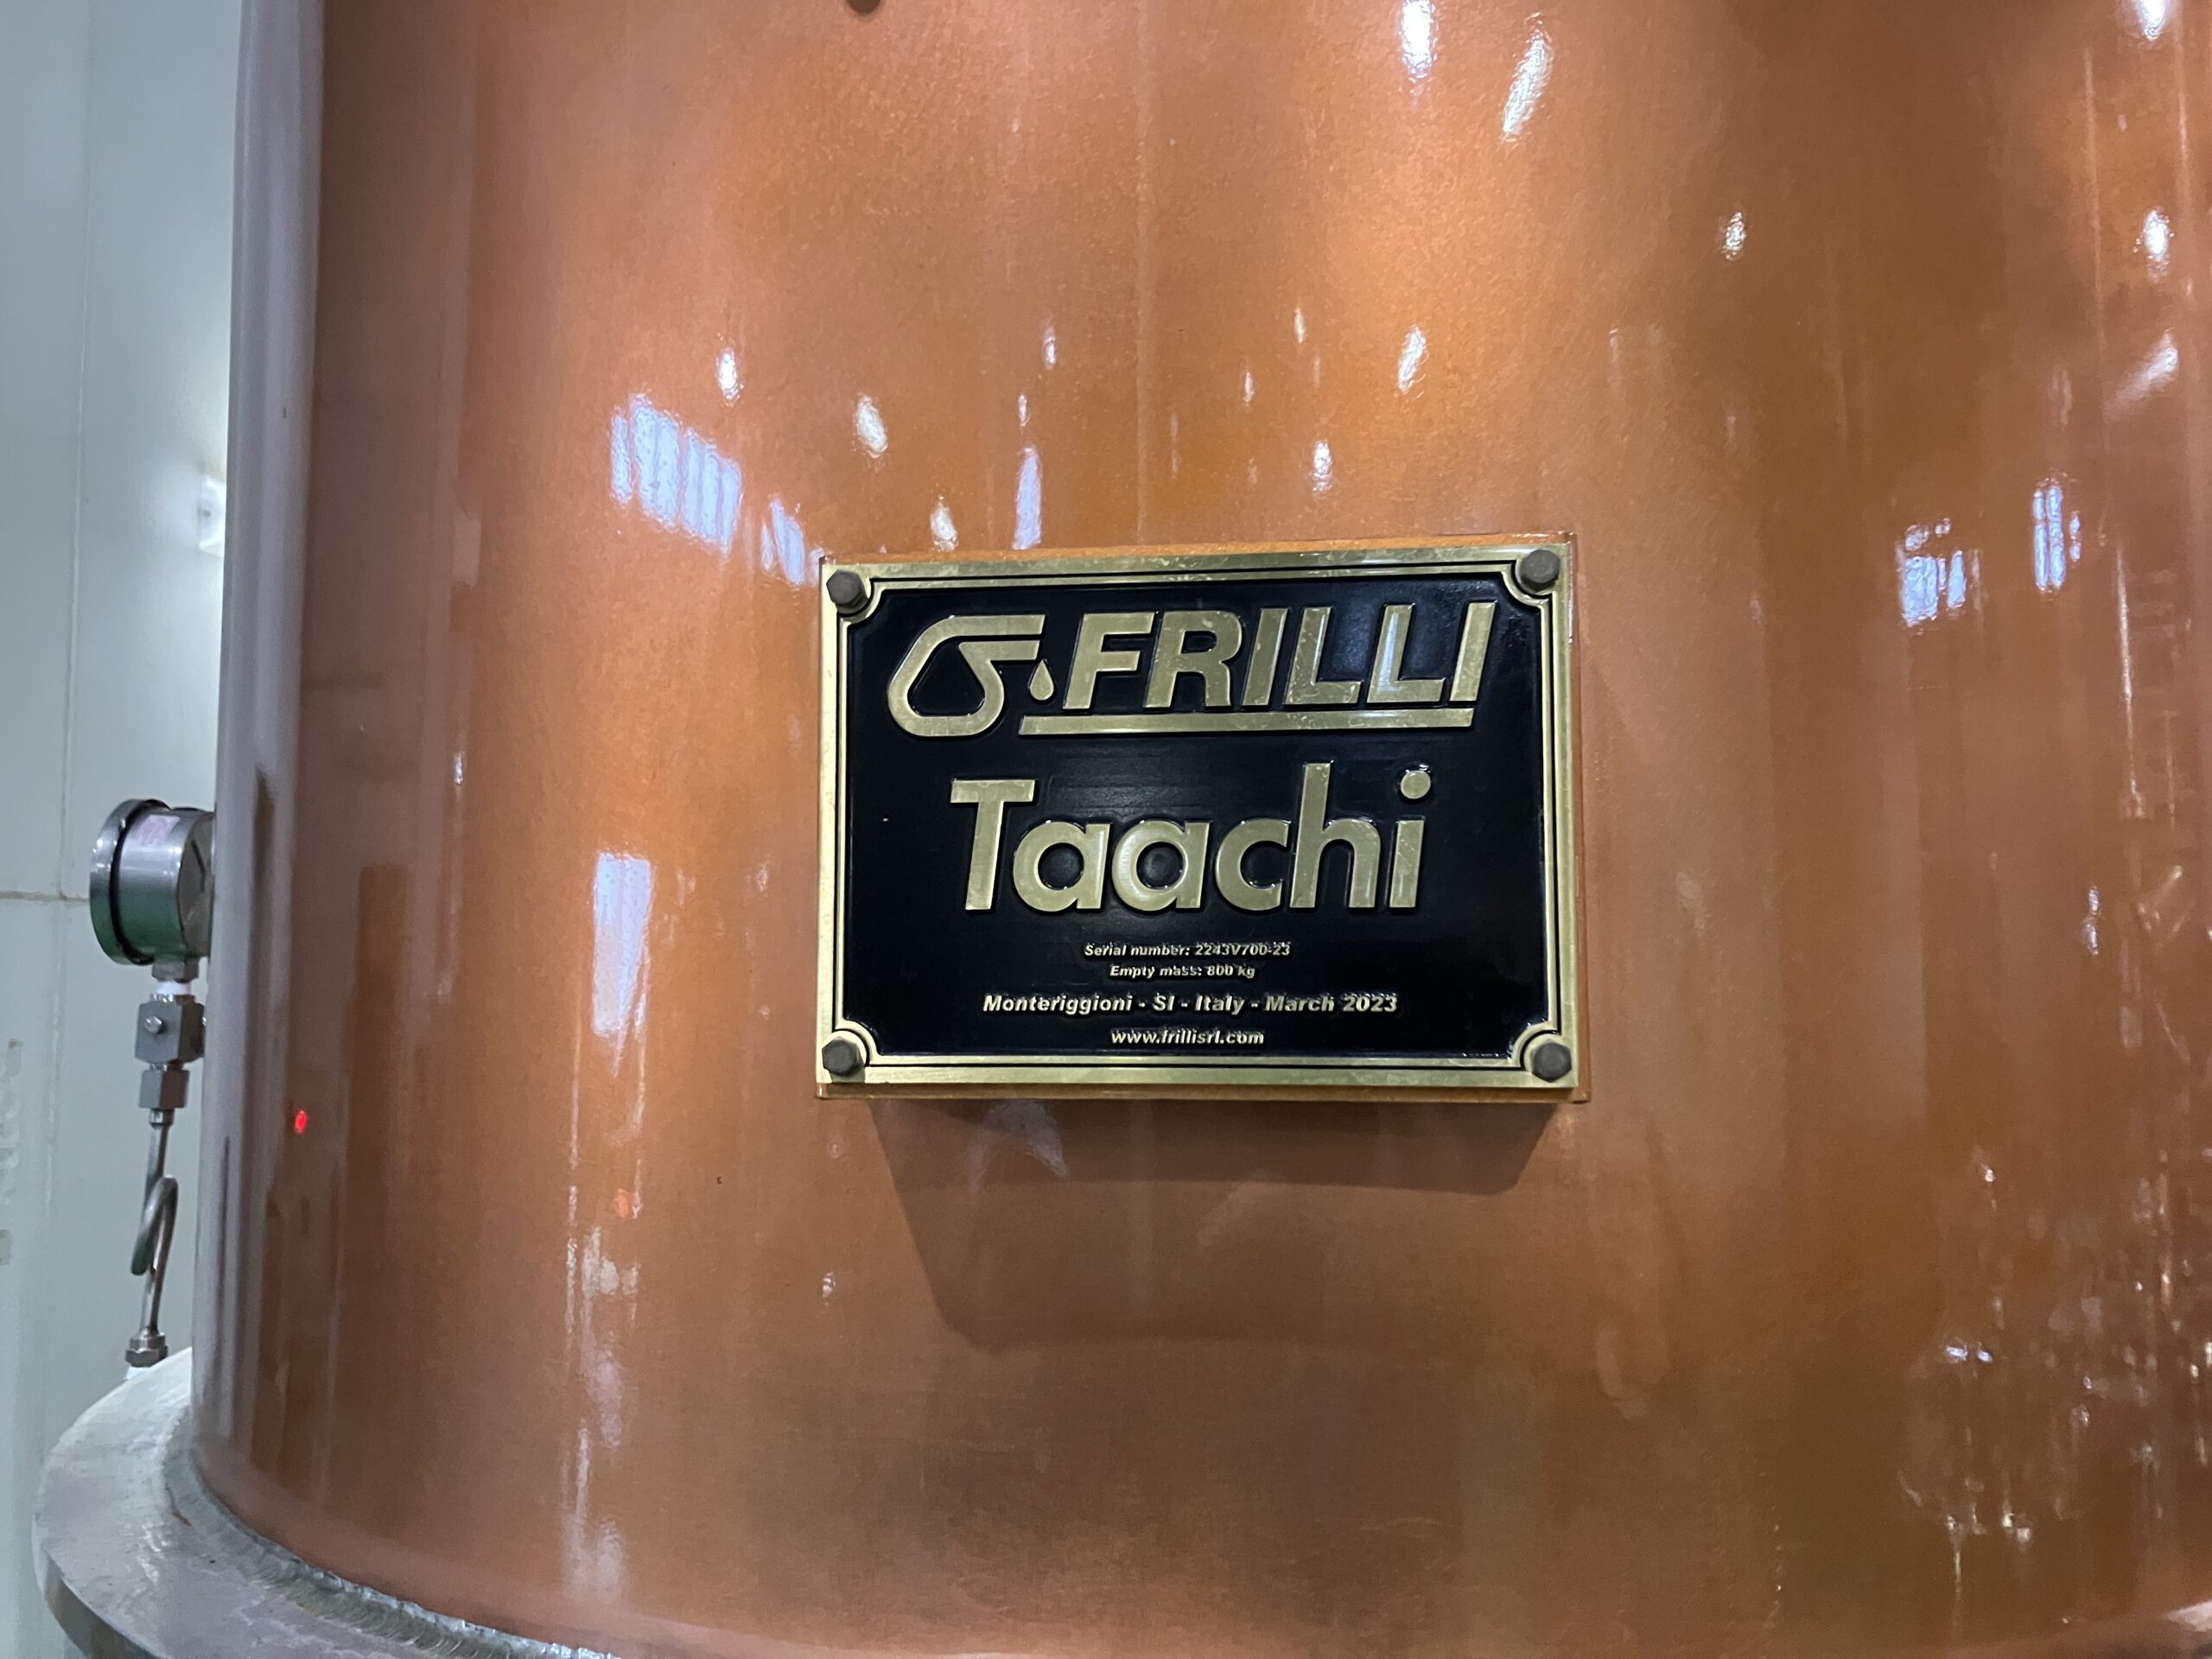 FRILLI
Taachi
Serial number: 2243V700-23
Empty mass: 800 kg
Monteriggioni - SI - Italy - March 2023
www.frillisrl.com